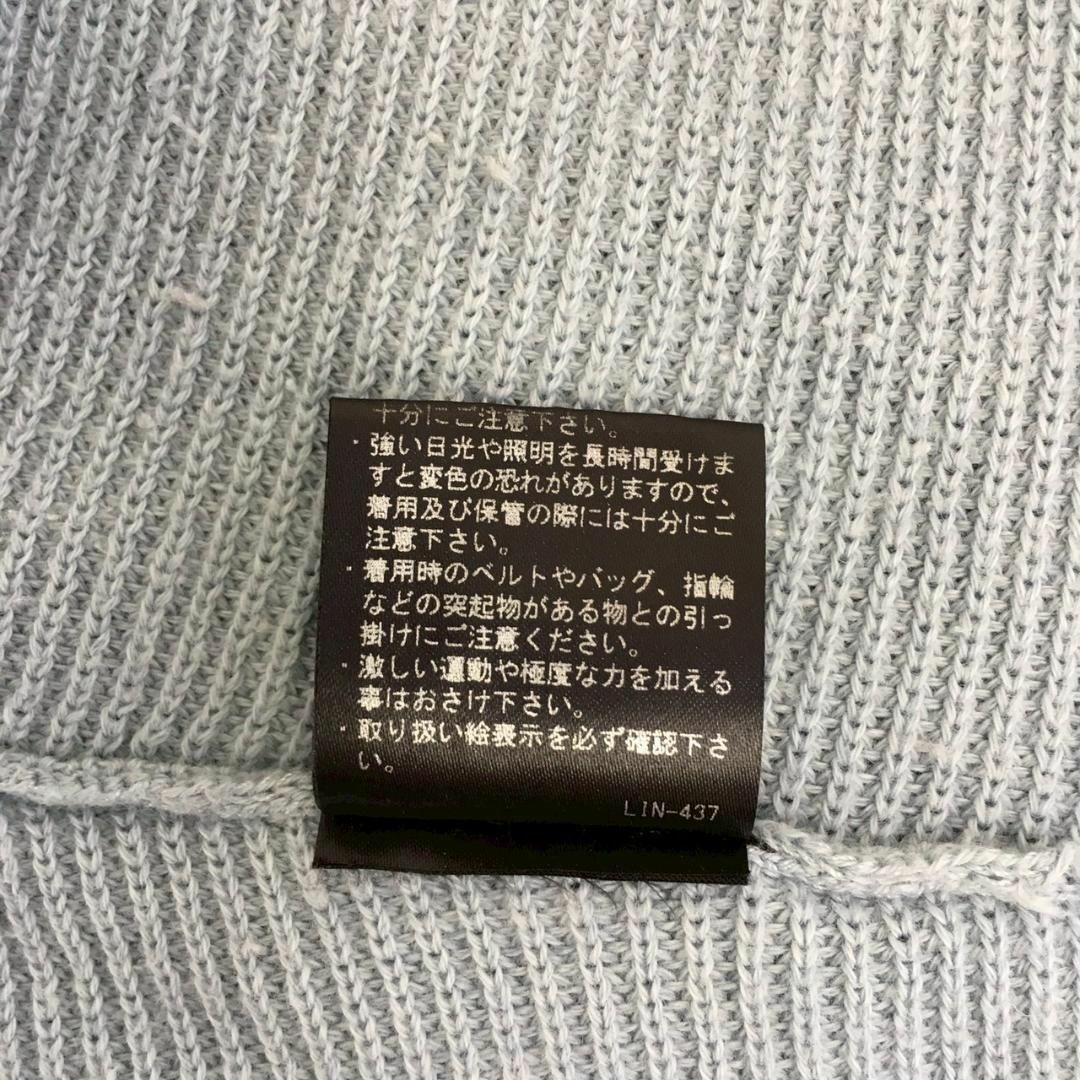 十分にご注意下さい。
・強い日光や照明を長時間受けま
すと変色の恐れがありますので、
着用及び保管の際には十分にご
注意下さい。
・着用時のベルトやバッグ、指輪
などの突起物がある物との引っ
掛けにご注意ください。
・激しい運動や極度な力を加える
事はおさけ下さい。
・取り扱い絵表示を必ず確認下さ
い。
LIN-437